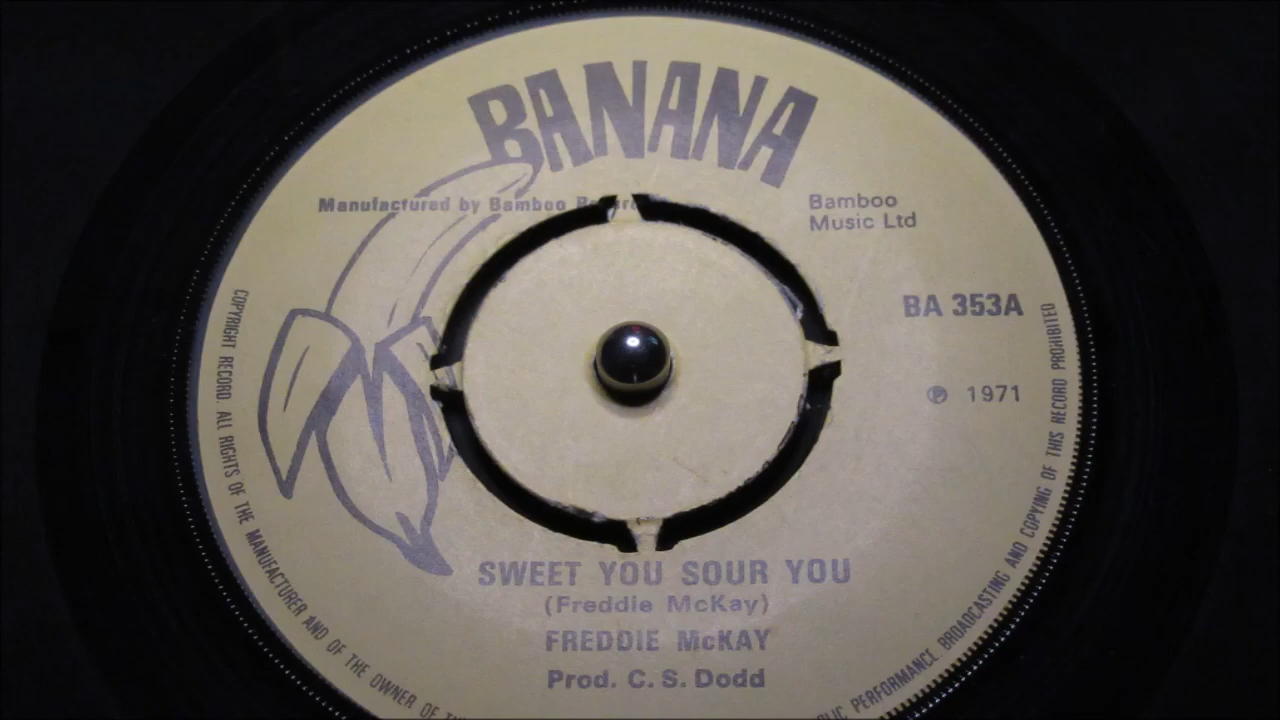 BANANA
Manufactured by Bamboo
Bamboo
Music Ltd
BA 353A
℗ 1971
SWEET YOU SOUR YOU
(Freddie McKay)
FREDDIE McKAY
Prod. C. S. Dodd
COPYRIGHT RECORD. ALL RIGHTS OF THE MANUFACTURER AND OF THE OWNER OF
PERFORMANCE, BROADCASTING AND COPYING OF THIS RECORD PROHIBITED